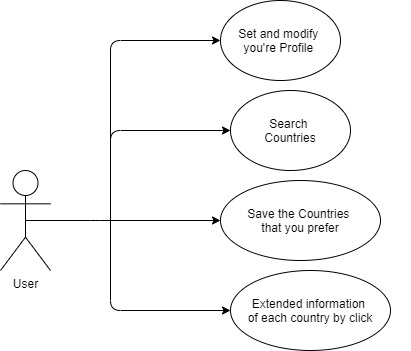 Set and modify
you're Profile
Search
Countries
Save the Countries
that you prefer
User
Extended information
of each country by click